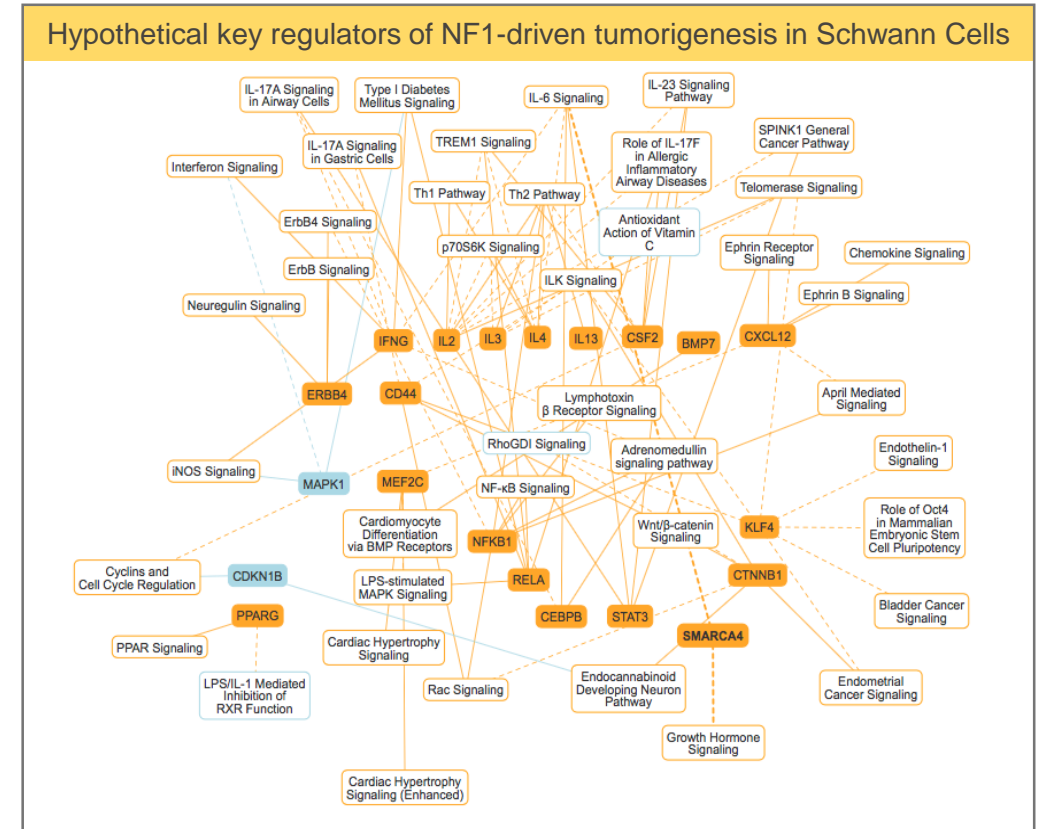 Hypothetical key regulators of NF1-driven tumorigenesis in Schwann Cells
IL-17A Signaling
in Airway Cells
Type I Diabetes
Mellitus Signaling
IL-6 Signaling
IL-23 Signaling
Pathway
SPINK1 General
Cancer Pathway
IL-17A Signaling
in Gastric Cells
TREM1 Signaling
Role of IL-17F
in Allergic
Inflammatory
Airway Diseases
Interferon Signaling
Th1 Pathway
Th2 Pathway
Telomerase Signaling
ErbB4 Signaling
p70S6K Signaling
Antioxidant
Action of Vitamin
C
Ephrin Receptor
Signaling
Chemokine Signaling
ErbB Signaling
ILK Signaling
Neuregulin Signaling
Ephrin B Signaling
IFNG
IL2
IL3
IL4
IL13
CSF2
BMP7
CXCL12
ERBB4
CD44
Lymphotoxin
β Receptor Signaling
April Mediated
Signaling
RhoGDI Signaling
Adrenomedullin
signaling pathway
Endothelin-1
Signaling
iNOS Signaling
MAPK1
MEF2C
NF-κB Signaling
Cardiomyocyte
Differentiation
via BMP Receptors
NFKB1
Wnt/β-catenin
Signaling
KLF4
Role of Oct4
in Mammalian
Embryonic Stem
Cell Pluripotency
Cyclins and
Cell Cycle Regulation
CDKN1B
LPS-stimulated
MAPK Signaling
RELA
CTNNB1
PPARG
CEBPB
STAT3
SMARCA4
Bladder Cancer
Signaling
PPAR Signaling
Cardiac Hypertrophy
Signaling
LPS/IL-1 Mediated
Inhibition of
RXR Function
Rac Signaling
Endocannabinoid
Developing Neuron
Pathway
Endometrial
Cancer Signaling
Growth Hormone
Signaling
Cardiac Hypertrophy
Signaling (Enhanced)